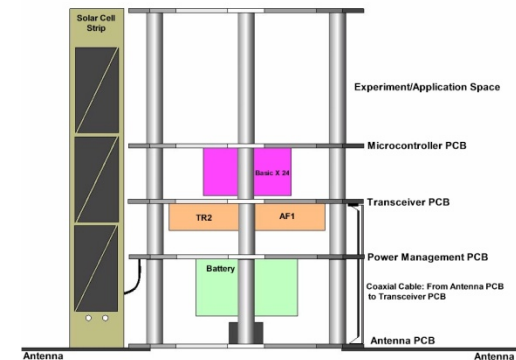 Solar Cell
Strip
Experiment/Application Space
Microcontroller PCB
Basic X 24
Transceiver PCB
TR2
AF1
Power Management PCB
Battery
Coaxial Cable: From Antenna PCB
to Transceiver PCB
Antenna PCB
Antenna
Antenna